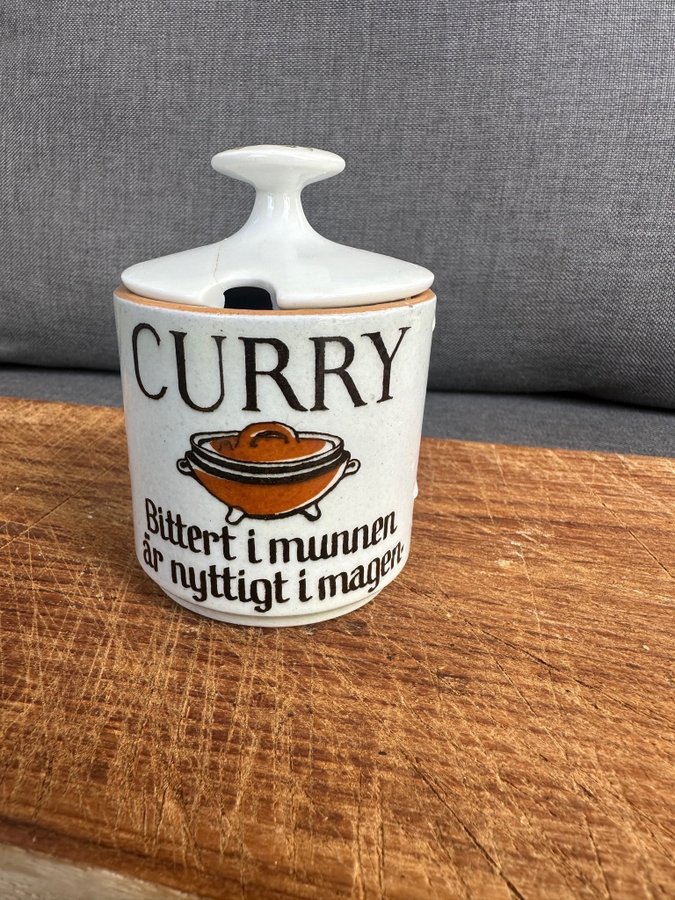 CURRY
Bittert i munnen
är nyttigt i magen.